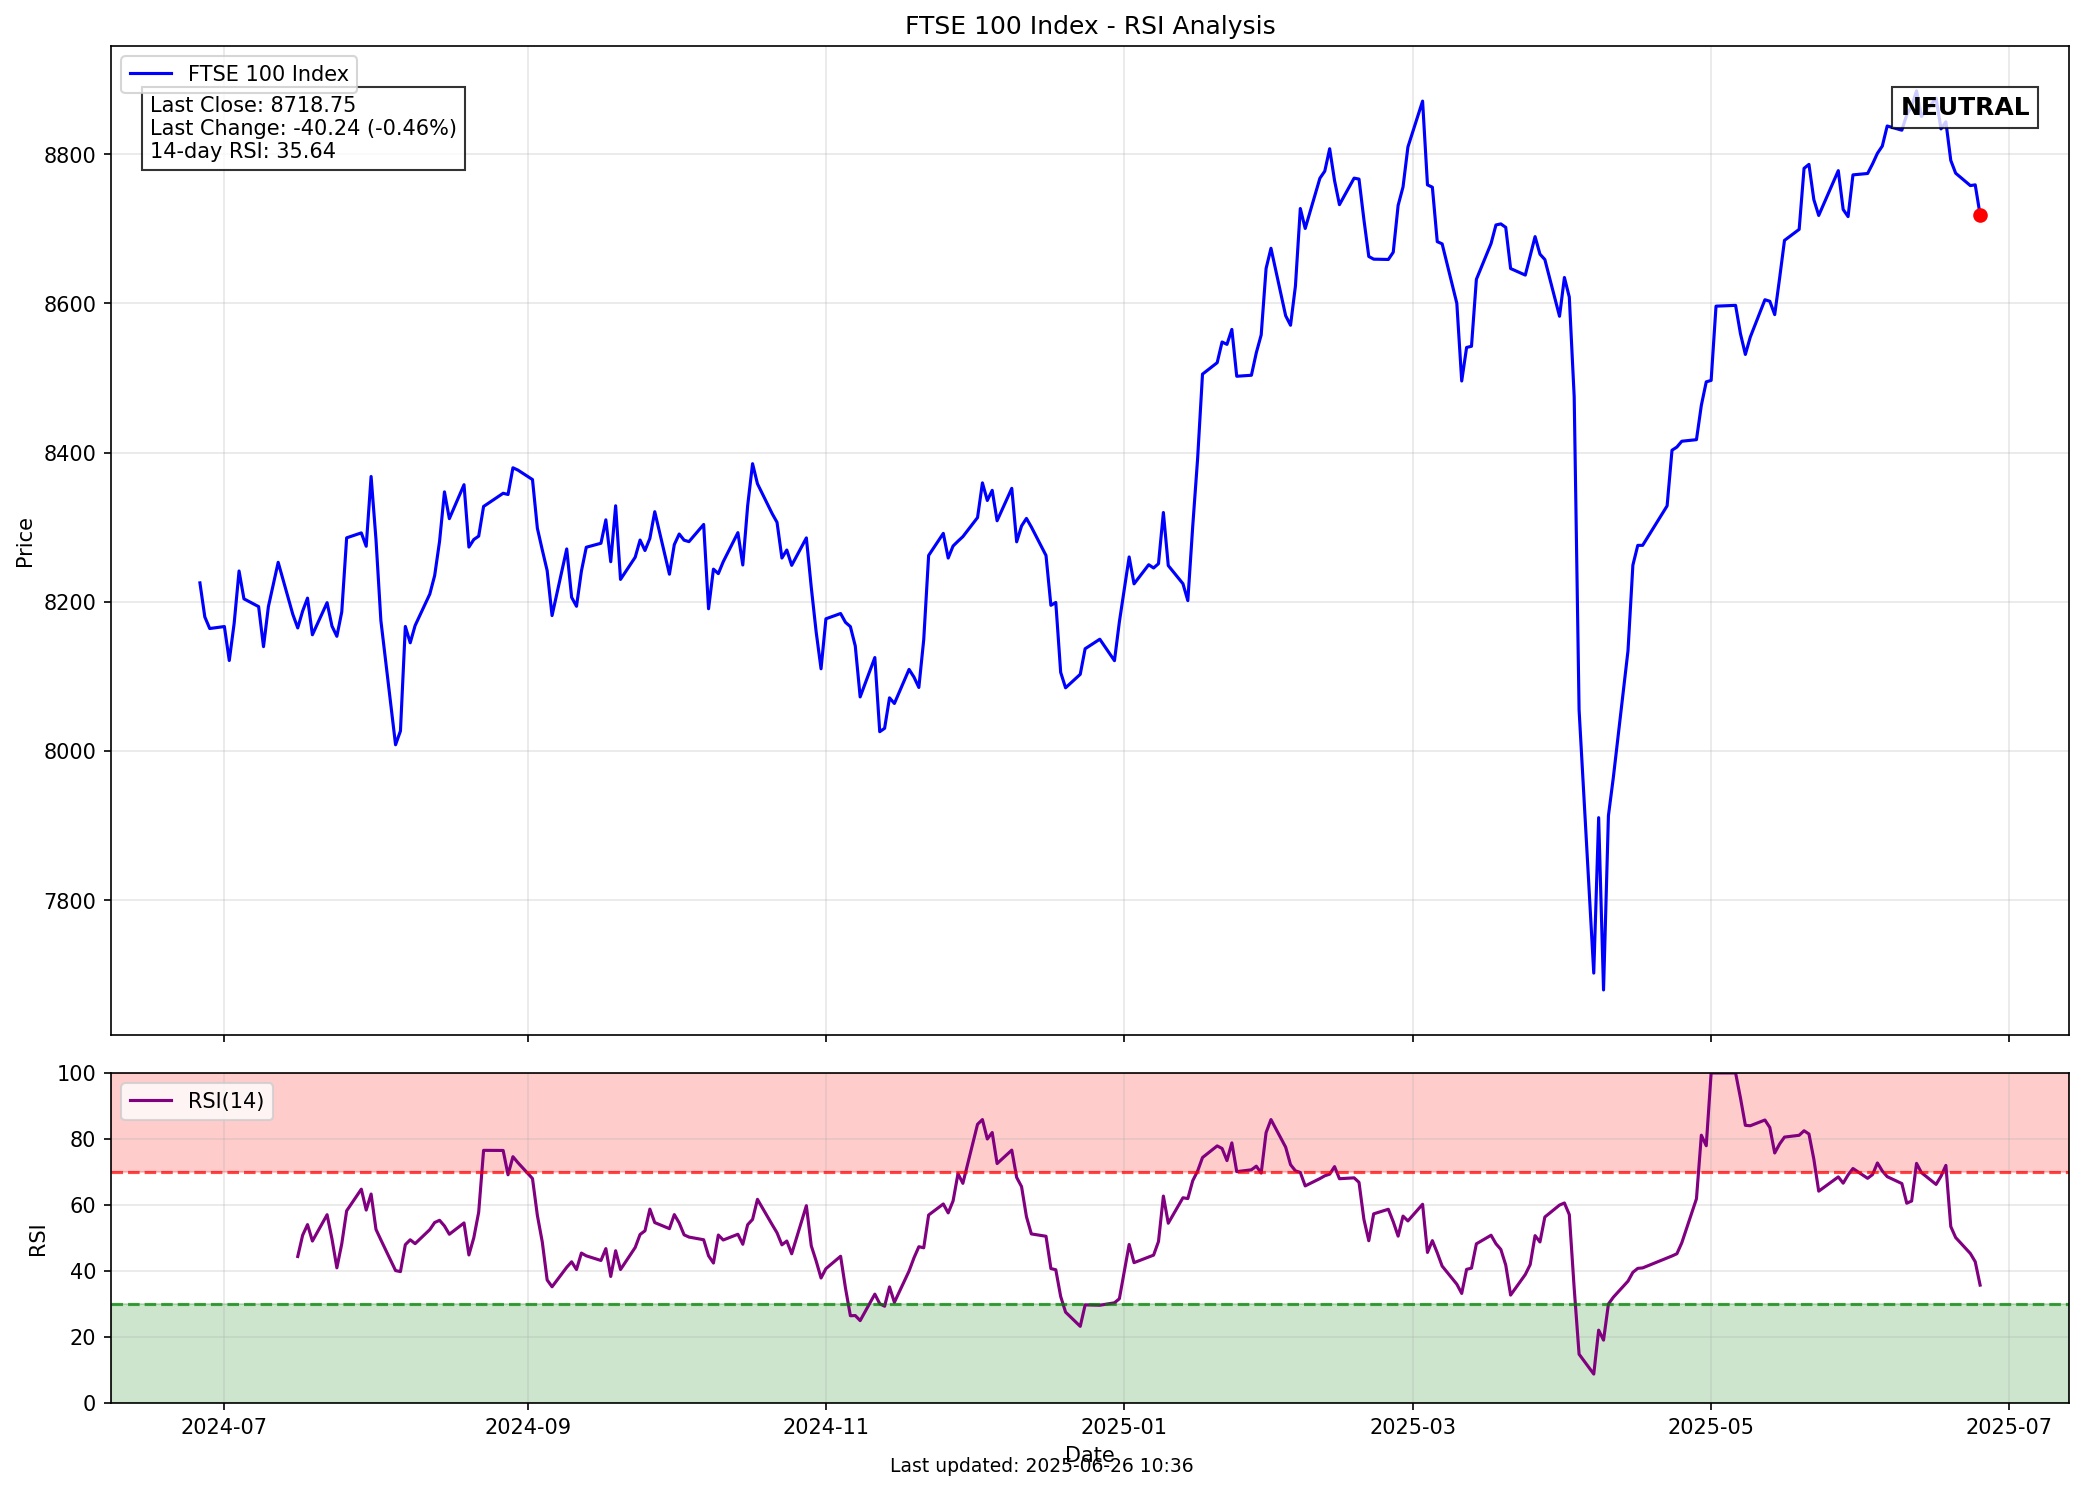 FTSE 100 Index - RSI Analysis
FTSE 100 Index
Last Close: 8718.75
Last Change: -40.24 (-0.46%)
14-day RSI: 35.64
NEUTRAL
Price
8800
8600
8400
8200
8000
7800
RSI(14)
RSI
100
80
60
40
20
0
2024-07
2024-09
2024-11
2025-01
2025-03
2025-05
2025-07
Date
Last updated: 2025-06-26 10:36